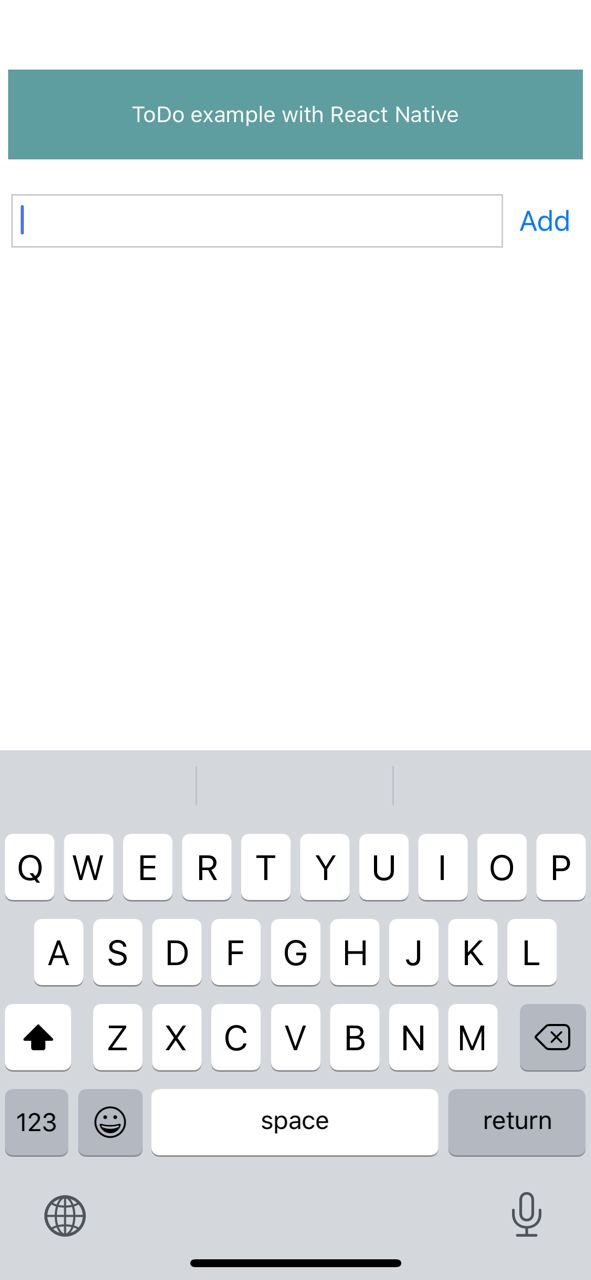 ToDo example with React Native
Add
Q W E R T Y U I O P
A S D F G H J K L
Z X C V B N M
123 space return